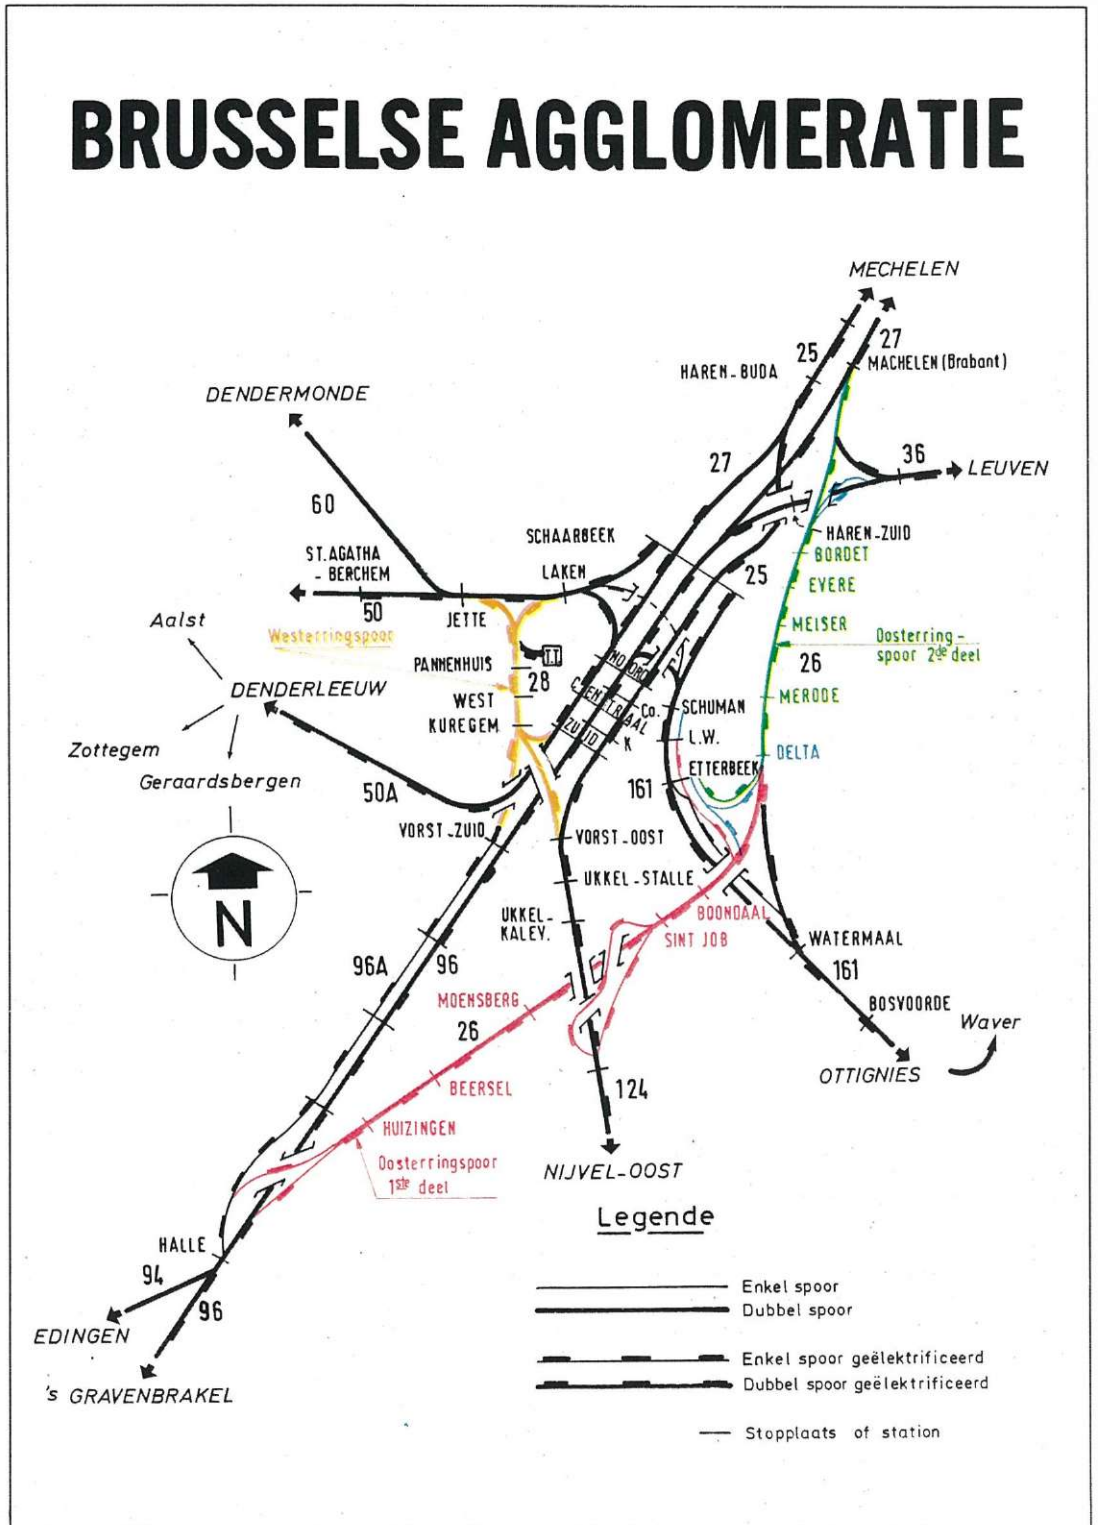 BRUSSELSE AGGLOMERATIE
MECHELEN
25
27
HAREN-BUDA
MACHELEN (Brabant)
DENDERMONDE
27
36
LEUVEN
60
SCHAARBEEK
HAREN-ZUID
ST. AGATHA
- BERCHEM
LAKEN
BORDET
25
EVERE
50
JETTE
Aalst
Westerringspoor
MEISER
Oosterring -
spoor 2de deel
PANNENHUIS
T.T.
NOORD
26
28
DENDERLEEUW
WEST
CENTRAAL
Co.
SCHUMAN
MERODE
KUREGEM
ZUID
K
L.W.
Zottegem
DELTA
ETTERBEEK
Geraardsbergen
50A
161
VORST-ZUID
VORST-OOST
UKKEL-STALLE
N
UKKEL-
KALEV.
BOONDAAL
SINT JOB
WATERMAAL
96A
96
161
MOENSBERG
BOSVOORDE
26
Waver
OTTIGNIES
BEERSEL
124
HUIZINGEN
Oosterringspoor
1ste deel
NIJVEL-OOST
Legende
HALLE
94
Enkel spoor
96
Dubbel spoor
EDINGEN
Enkel spoor geëlektrificeerd
's GRAVENBRAKEL
Dubbel spoor geëlektrificeerd
Stopplaats of station